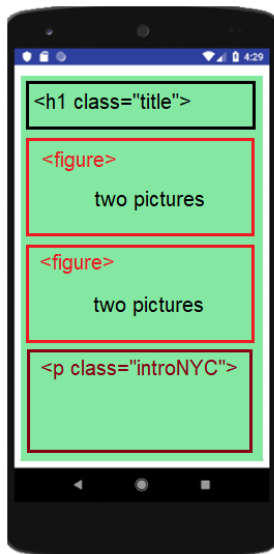 4:29
<h1 class="title">
<figure>
two pictures
<figure>
two pictures
<p class="introNYC">